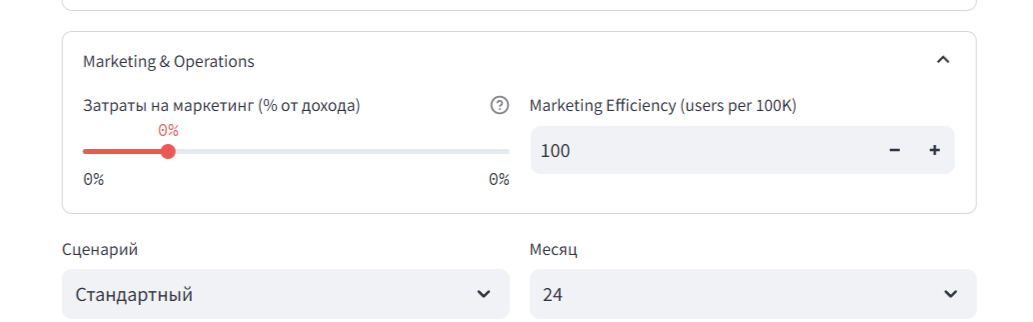 Marketing & Operations
Затраты на маркетинг (% от дохода)
Marketing Efficiency (users per 100K)
0%
100
0%
0%
Сценарий
Месяц
Стандартный
24